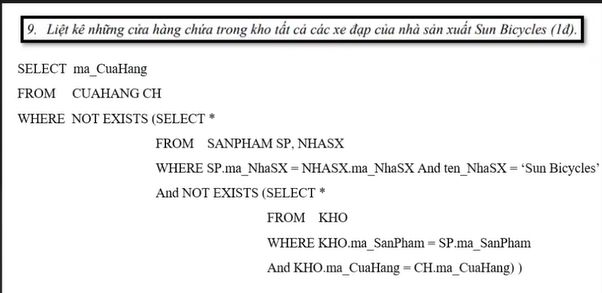 9. Liệt kê những cửa hàng chứa trong kho tất cả các xe đạp của nhà sản xuất Sun Bicycles (1đ).
SELECT ma_CuaHang
FROM CUAHANG CH
WHERE NOT EXISTS (SELECT *
FROM SANPHAM SP, NHASX
WHERE SP.ma_NhaSX = NHASX.ma_NhaSX And ten_NhaSX = ‘Sun Bicycles’
And NOT EXISTS (SELECT *
FROM KHO
WHERE KHO.ma_SanPham = SP.ma_SanPham
And KHO.ma_CuaHang = CH.ma_CuaHang) )